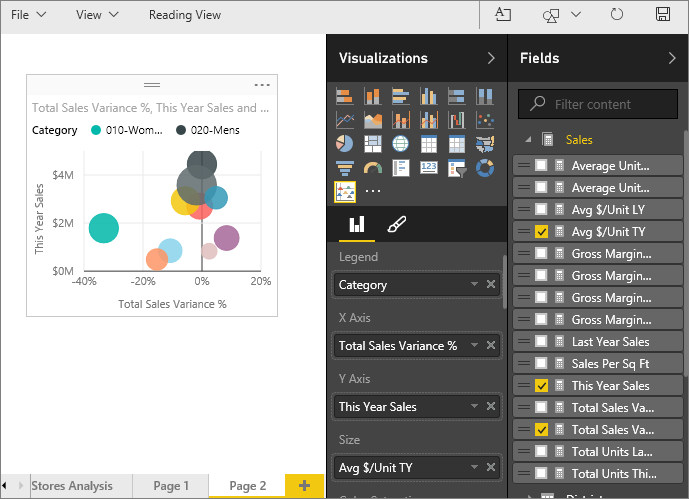 File
View
Reading View
Total Sales Variance %, This Year Sales and ...
Category 010-Wom... 020-Mens
This Year Sales
$4M
$2M
$0M
-40% -20% 0% 20%
Total Sales Variance %
Stores Analysis
Page 1
Page 2
Visualizations
123
Legend
Category
X Axis
Total Sales Variance %
Y Axis
This Year Sales
Size
Avg $/Unit TY
Fields
Filter content
Sales
Average Unit...
Average Unit...
Avg $/Unit LY
Avg $/Unit TY
Gross Margin...
Gross Margin...
Gross Margin...
Gross Margin...
Last Year Sales
Sales Per Sq Ft
This Year Sales
Total Sales Va...
Total Sales Va...
Total Units La...
Total Units Thi...